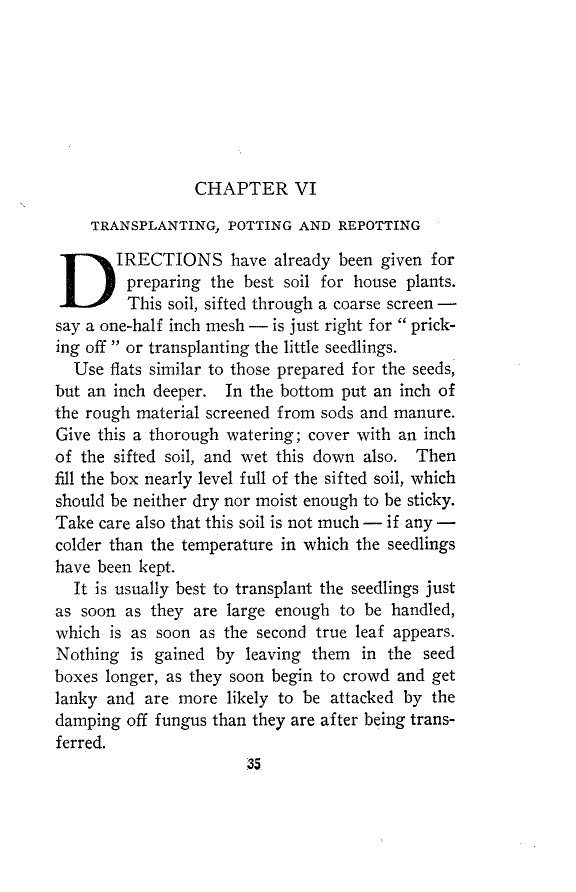 CHAPTER VI
TRANSPLANTING, POTTING AND REPOTTING
DIRECTIONS have already been given for
preparing the best soil for house plants.
This soil, sifted through a coarse screen —
say a one-half inch mesh — is just right for “ prick-
ing off ” or transplanting the little seedlings.
Use flats similar to those prepared for the seeds,
but an inch deeper. In the bottom put an inch of
the rough material screened from sods and manure.
Give this a thorough watering; cover with an inch
of the sifted soil, and wet this down also. Then
fill the box nearly level full of the sifted soil, which
should be neither dry nor moist enough to be sticky.
Take care also that this soil is not much — if any —
colder than the temperature in which the seedlings
have been kept.
It is usually best to transplant the seedlings just
as soon as they are large enough to be handled,
which is as soon as the second true leaf appears.
Nothing is gained by leaving them in the seed
boxes longer, as they soon begin to crowd and get
lanky and are more likely to be attacked by the
damping off fungus than they are after being trans-
ferred.
35